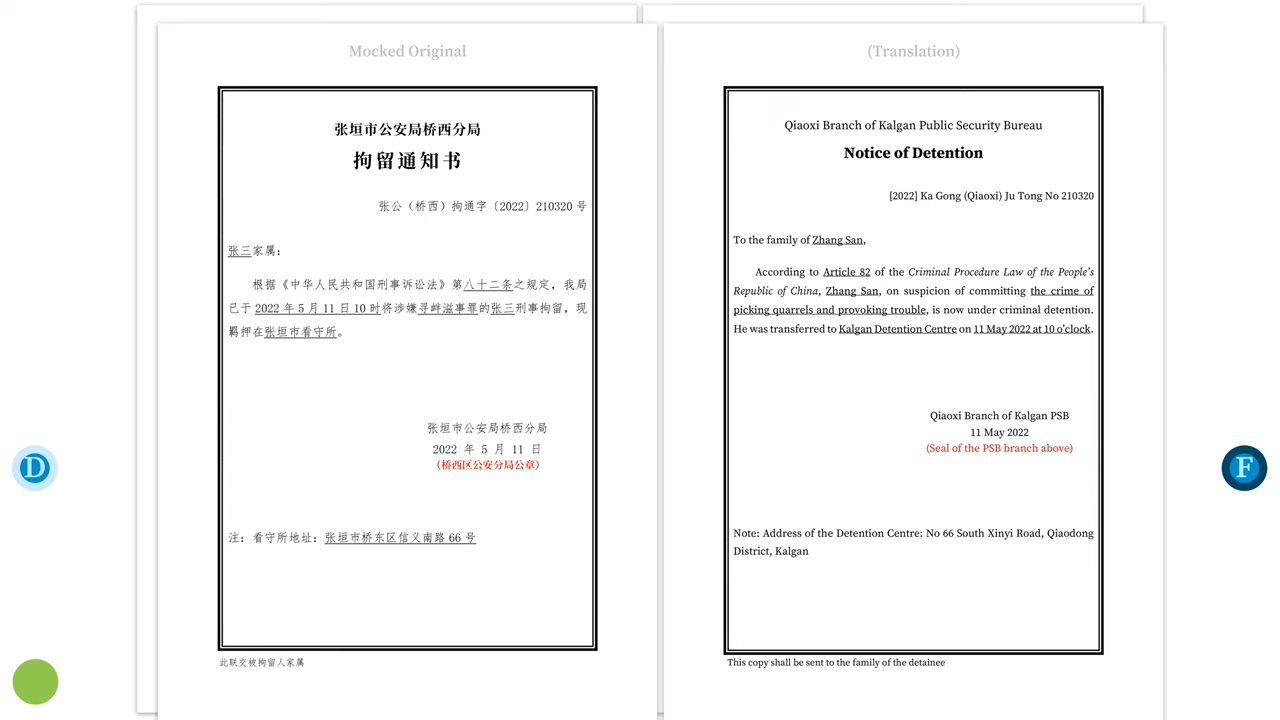 Mocked Original
张垣市公安局桥西分局
拘留通知书
张公（桥西）拘通字〔2022〕210320 号
张三家属：
根据《中华人民共和国刑事诉讼法》第八十二条之规定，我局
已于 2022 年 5 月 11 日 10 时将涉嫌寻衅滋事罪的张三刑事拘留，现
羁押在张垣市看守所。
张垣市公安局桥西分局
2022 年 5 月 11 日
（桥西区公安分局公章）
注：看守所地址：张垣市桥东区信义南路 66 号
此联交被拘留人家属
(Translation)
Qiaoxi Branch of Kalgan Public Security Bureau
Notice of Detention
[2022] Ka Gong (Qiaoxi) Ju Tong No 210320
To the family of Zhang San,
According to Article 82 of the Criminal Procedure Law of the People's
Republic of China, Zhang San, on suspicion of committing the crime of
picking quarrels and provoking trouble, is now under criminal detention.
He was transferred to Kalgan Detention Centre on 11 May 2022 at 10 o'clock.
Qiaoxi Branch of Kalgan PSB
11 May 2022
(Seal of the PSB branch above)
Note: Address of the Detention Centre: No 66 South Xinyi Road, Qiaodong
District, Kalgan
This copy shall be sent to the family of the detainee
D
F